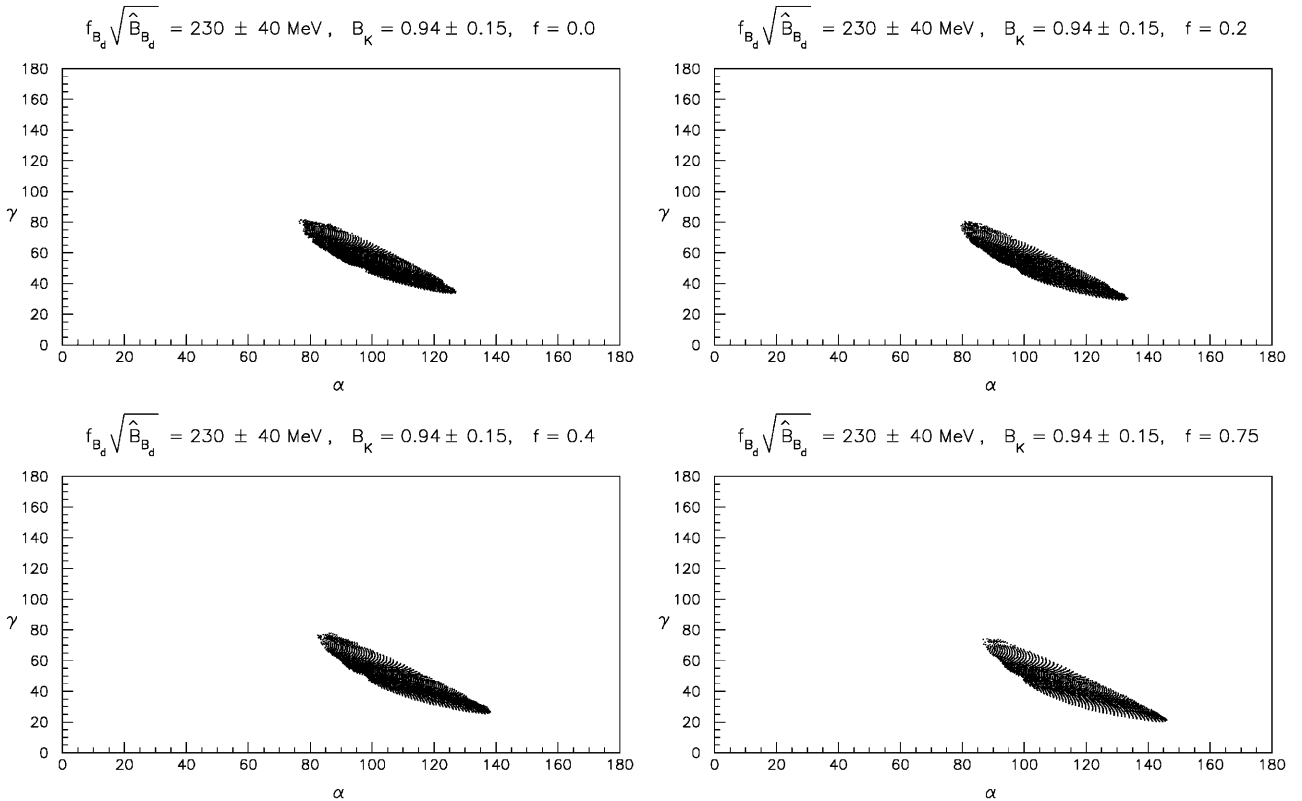 f_{B_d}√B̂_{B_d} = 230 ± 40 MeV, B_K = 0.94 ± 0.15, f = 0.0
180
160
140
120
100
γ
80
60
40
20
0
0 20 40 60 80 100 120 140 160 180
α
f_{B_d}√B̂_{B_d} = 230 ± 40 MeV, B_K = 0.94 ± 0.15, f = 0.2
180
160
140
120
100
γ
80
60
40
20
0
0 20 40 60 80 100 120 140 160 180
α
f_{B_d}√B̂_{B_d} = 230 ± 40 MeV, B_K = 0.94 ± 0.15, f = 0.4
180
160
140
120
100
γ
80
60
40
20
0
0 20 40 60 80 100 120 140 160 180
α
f_{B_d}√B̂_{B_d} = 230 ± 40 MeV, B_K = 0.94 ± 0.15, f = 0.75
180
160
140
120
100
γ
80
60
40
20
0
0 20 40 60 80 100 120 140 160 180
α